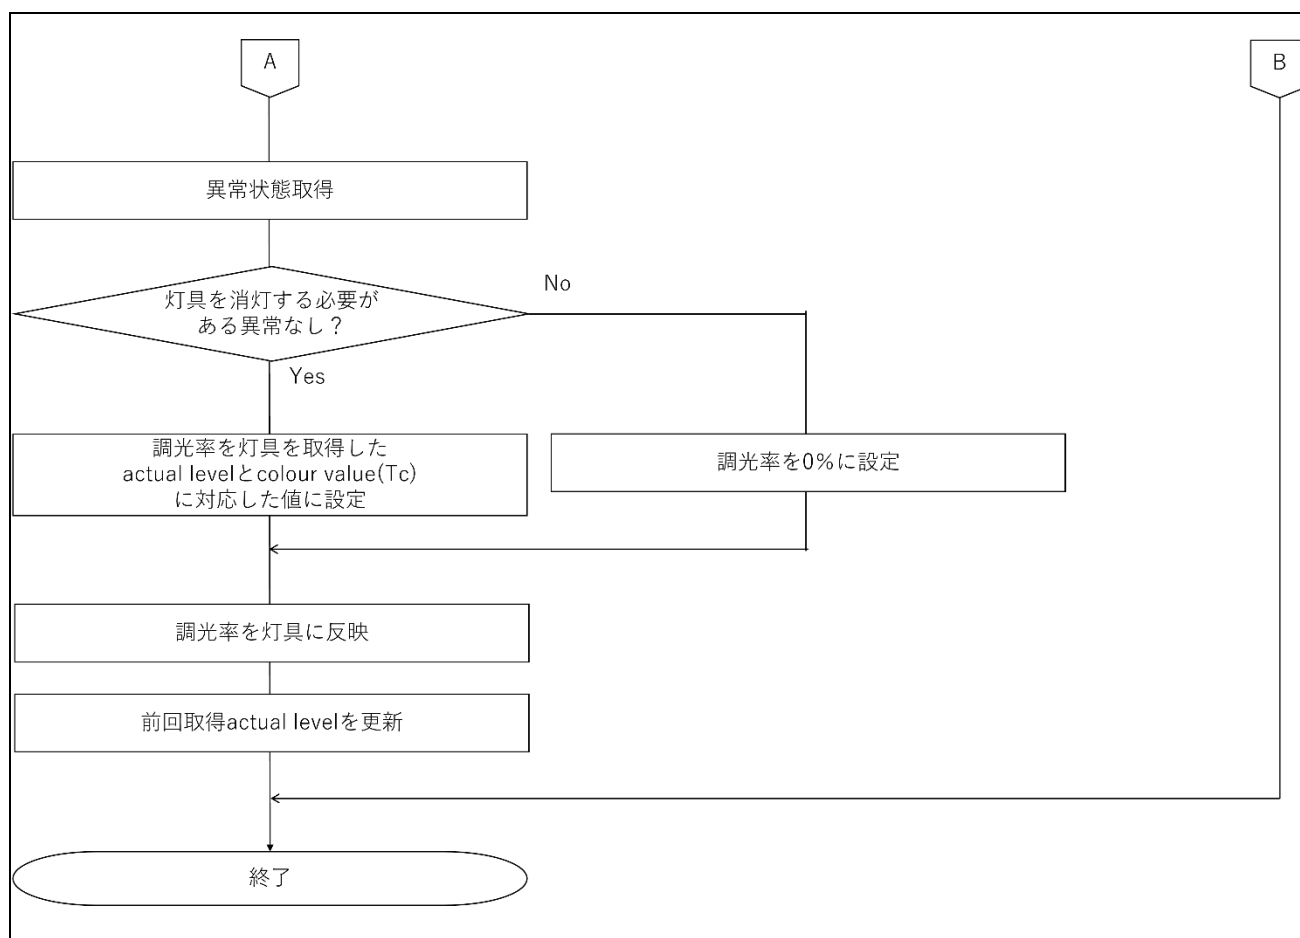 A
B
異常状態取得
灯具を消灯する必要が
ある異常なし？
No
Yes
調光率を灯具を取得した
actual levelとcolour value(Tc)
に対応した値に設定
調光率を0%に設定
調光率を灯具に反映
前回取得actual levelを更新
終了